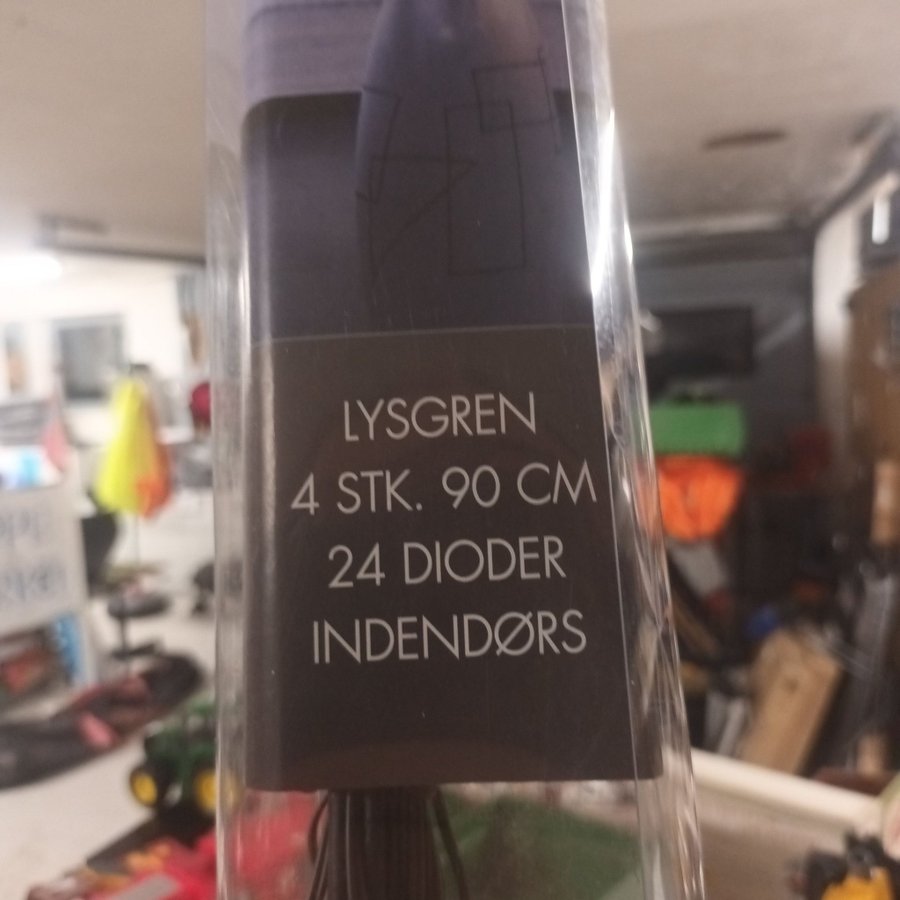 LYSGREN
4 STK. 90 CM
24 DIODER
INDENDØRS